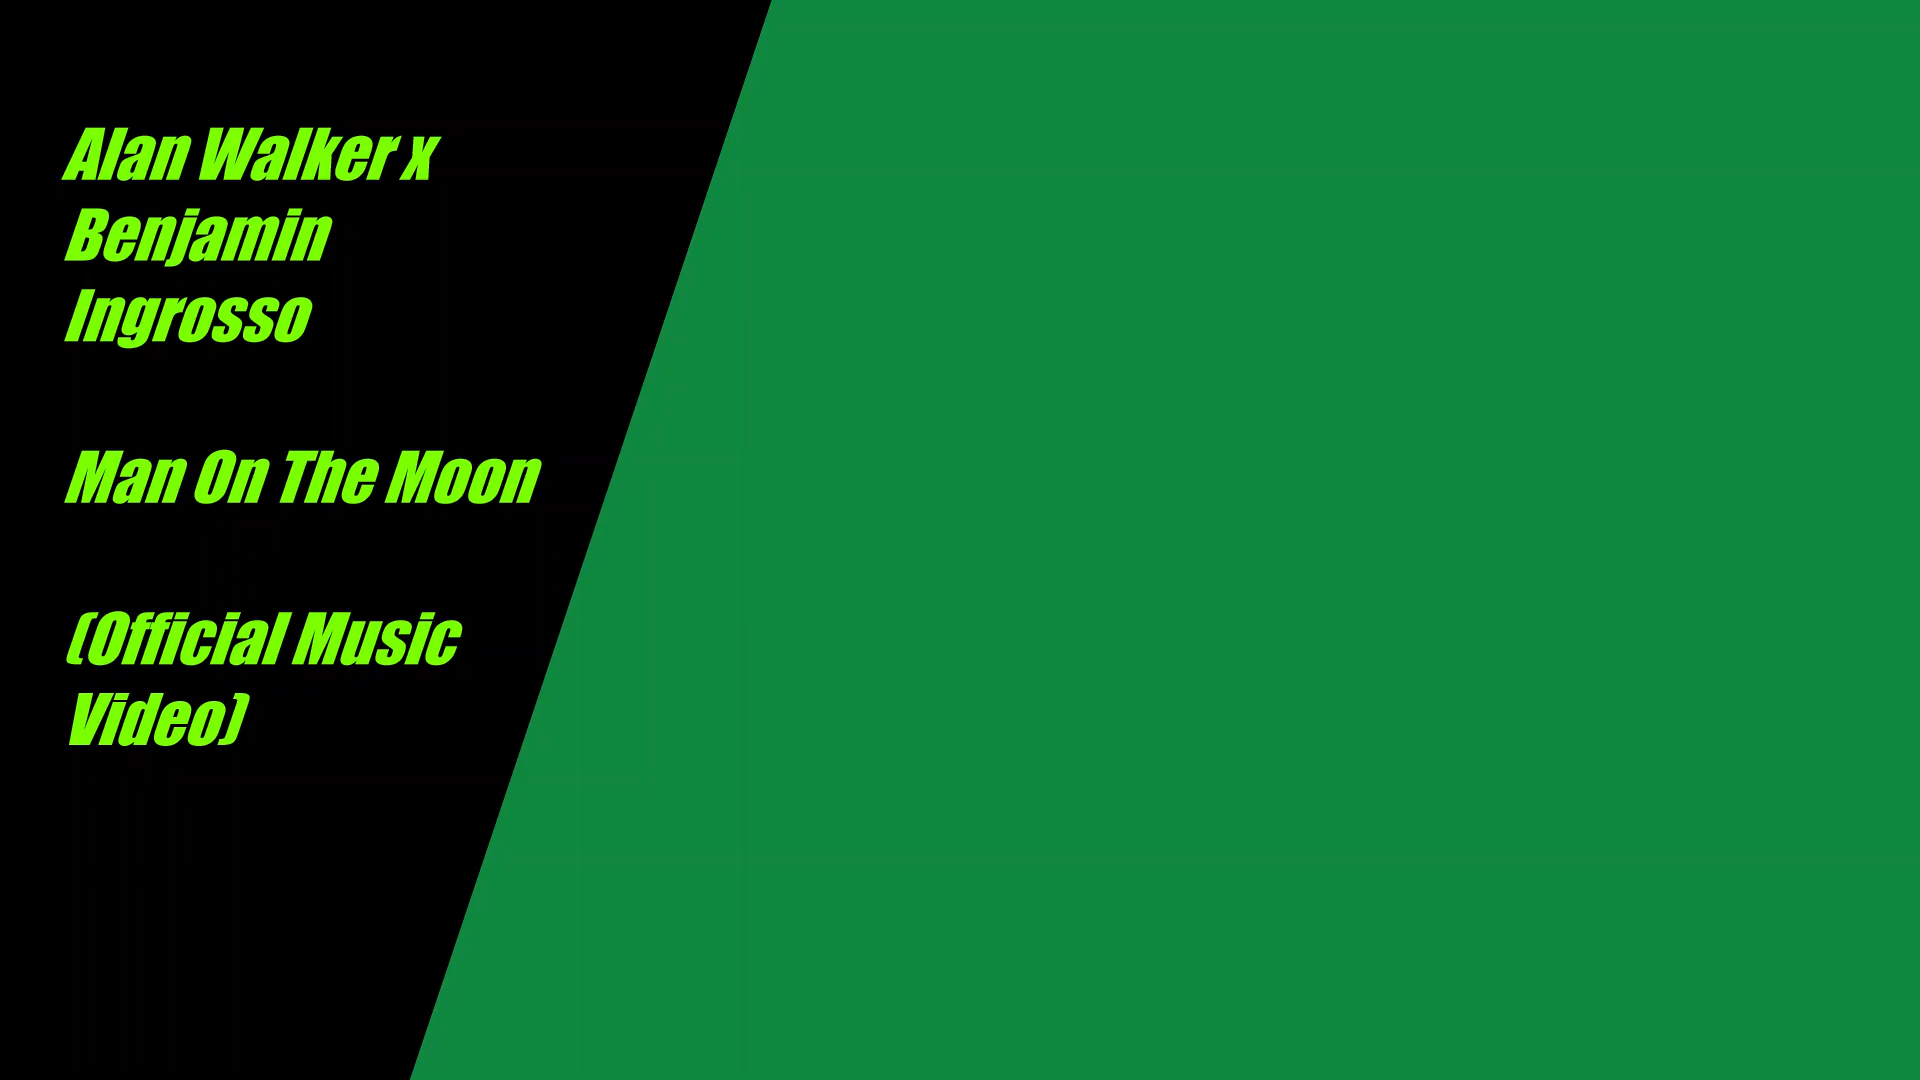 Alan Walker x
Benjamin
Ingrosso
Man On The Moon
(Official Music
Video)